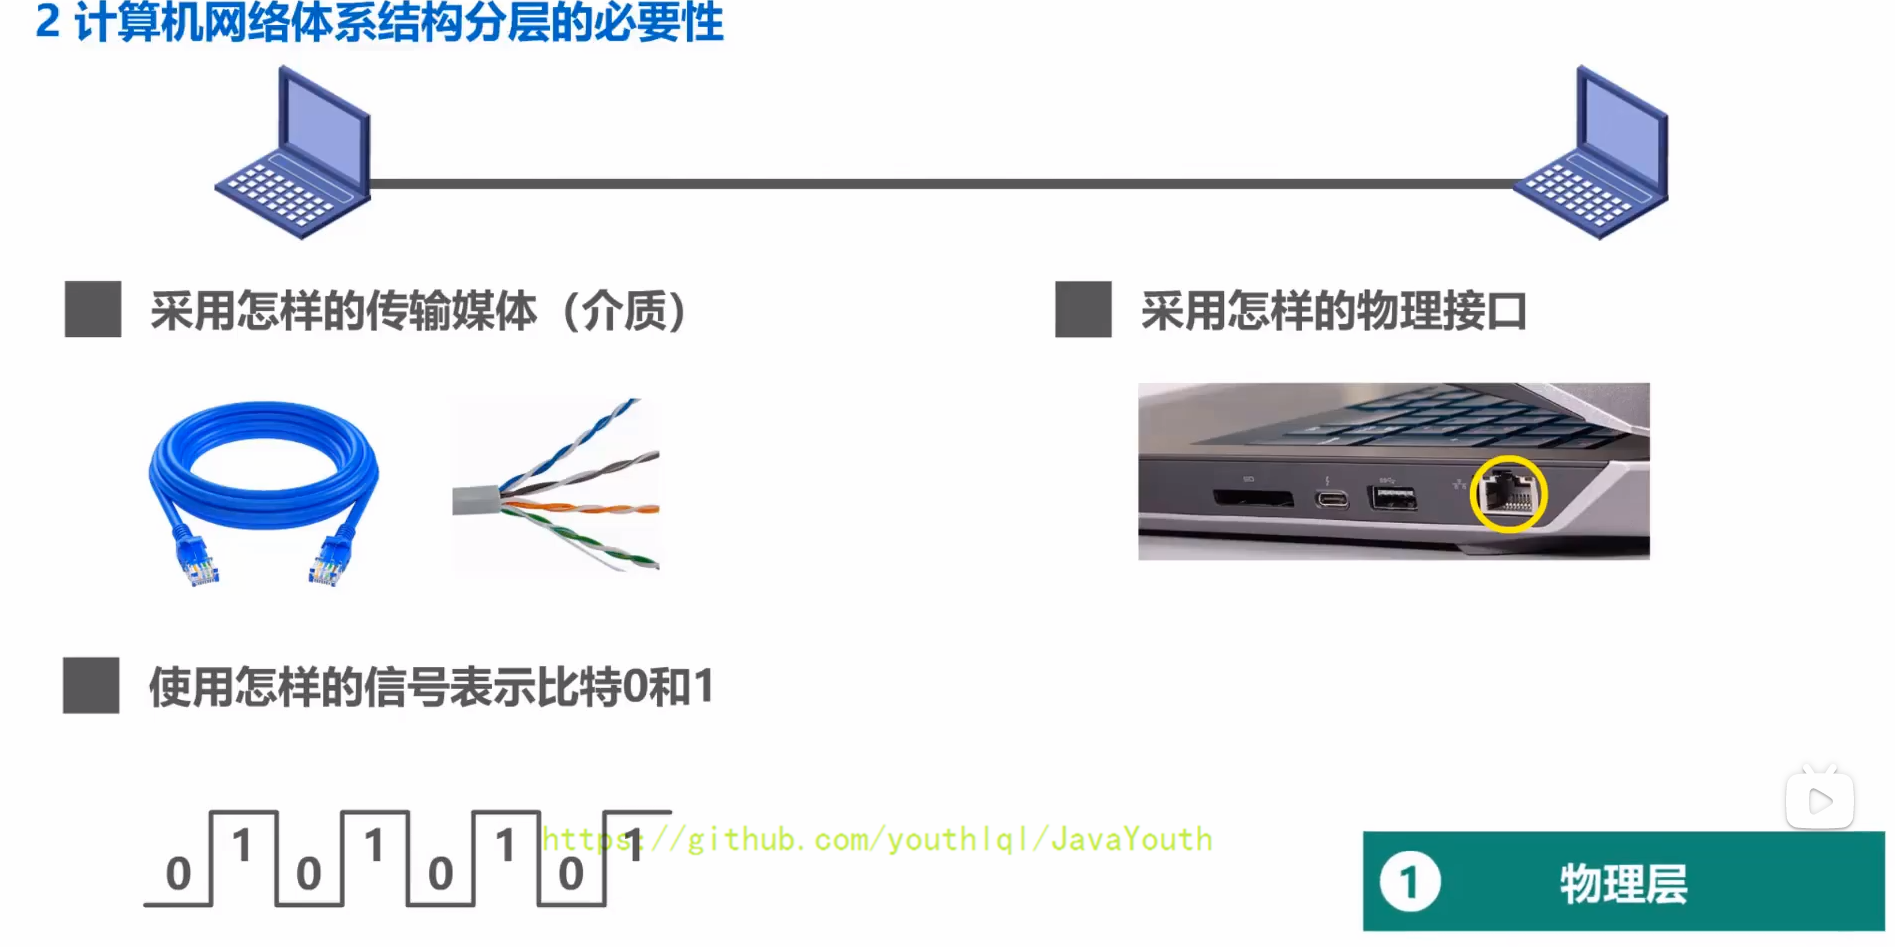 2 计算机网络体系结构分层的必要性
采用怎样的传输媒体（介质）
采用怎样的物理接口
使用怎样的信号表示比特0和1
0 1 0 1 0 1 0 1
https://github.com/youthlql/JavaYouth
1 物理层